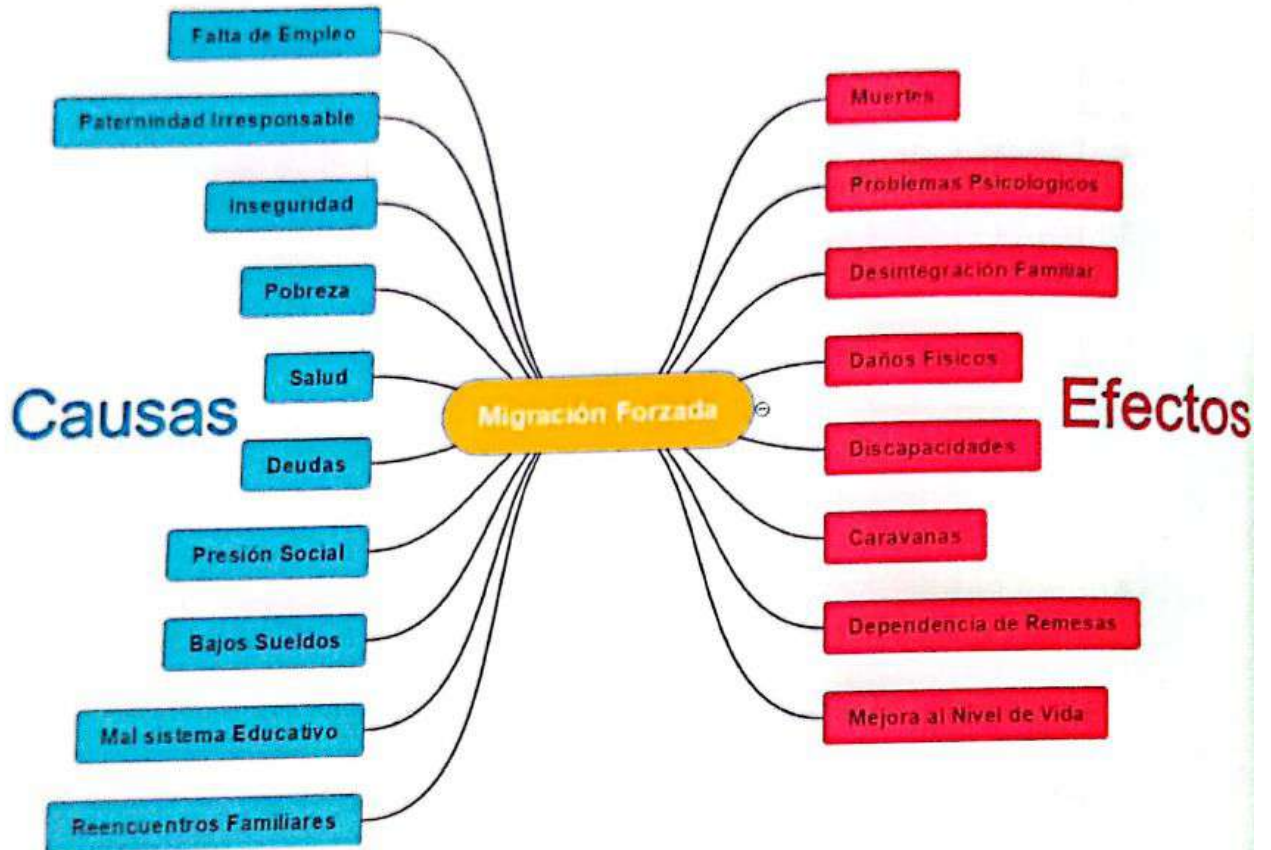 Causas
Falta de Empleo
Paternindad Irresponsable
Inseguridad
Pobreza
Salud
Deudas
Presión Social
Bajos Sueldos
Mal sistema Educativo
Reencuentros Familiares
Migración Forzada
Efectos
Muertes
Problemas Psicologicos
Desintegración Familiar
Daños Fisicos
Discapacidades
Caravanas
Dependencia de Remesas
Mejora al Nivel de Vida